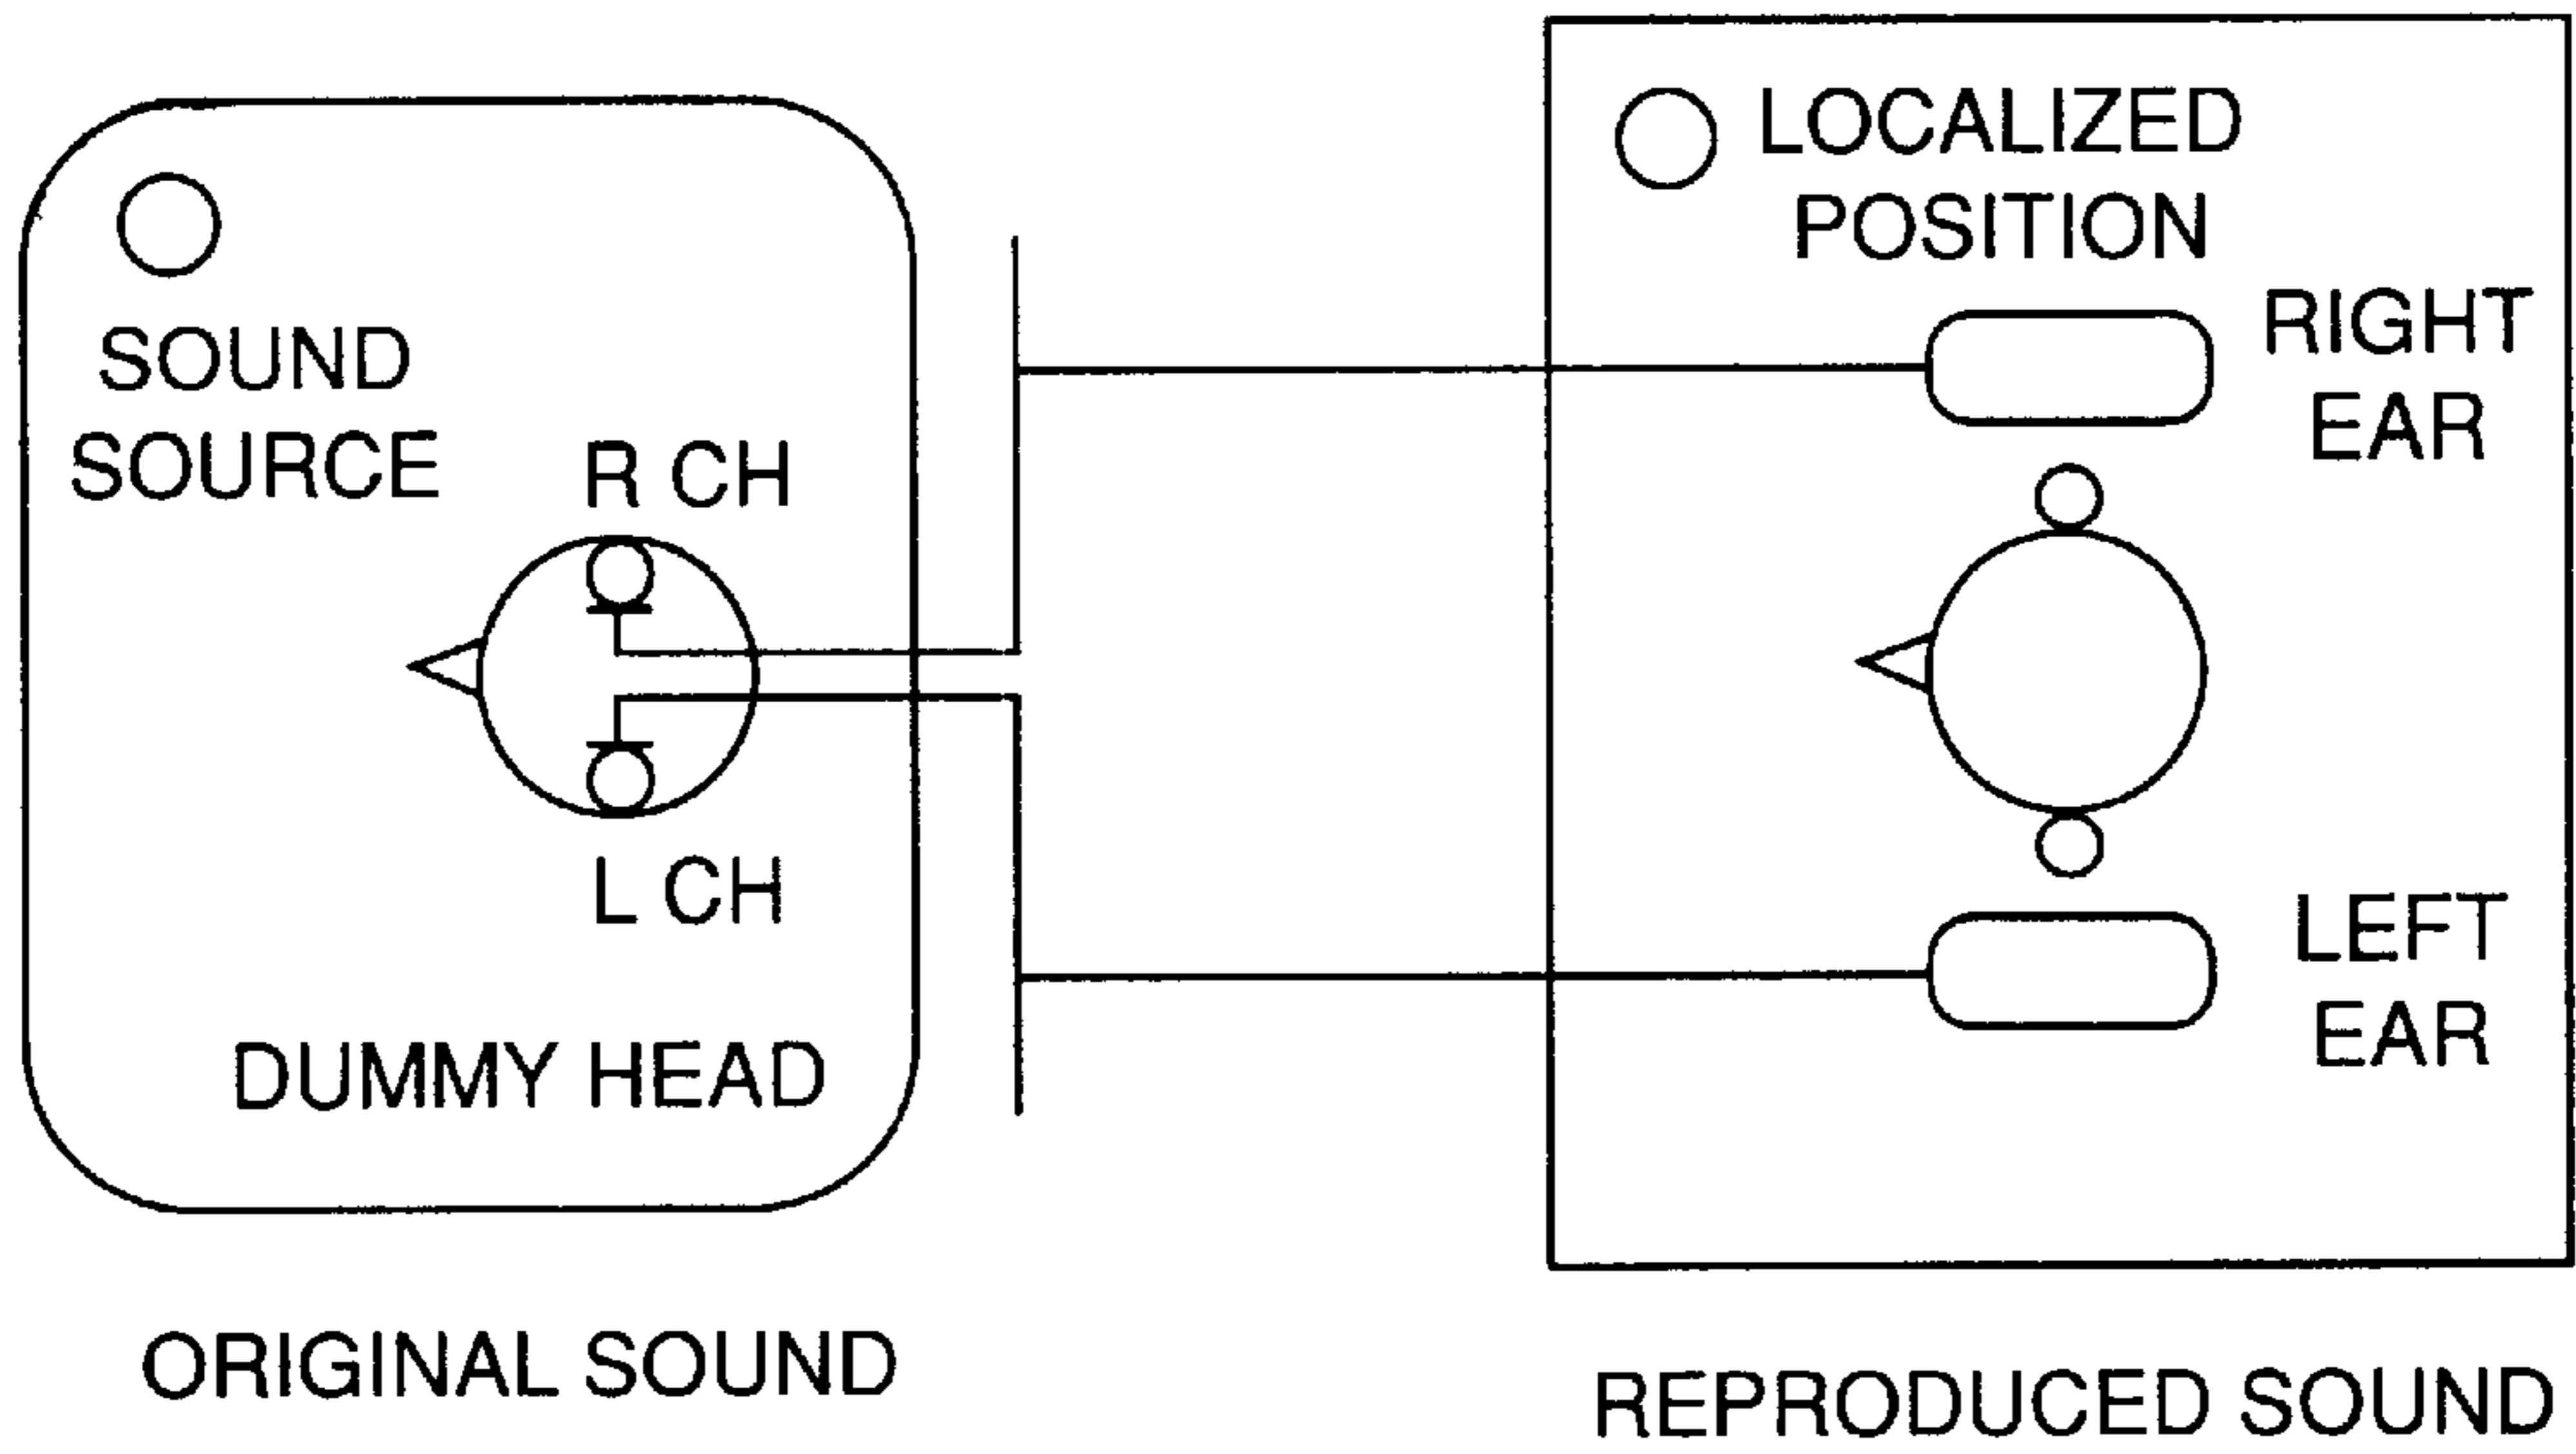 SOUND
SOURCE
R CH
L CH
DUMMY HEAD
ORIGINAL SOUND
LOCALIZED
POSITION
RIGHT
EAR
LEFT
EAR
REPRODUCED SOUND